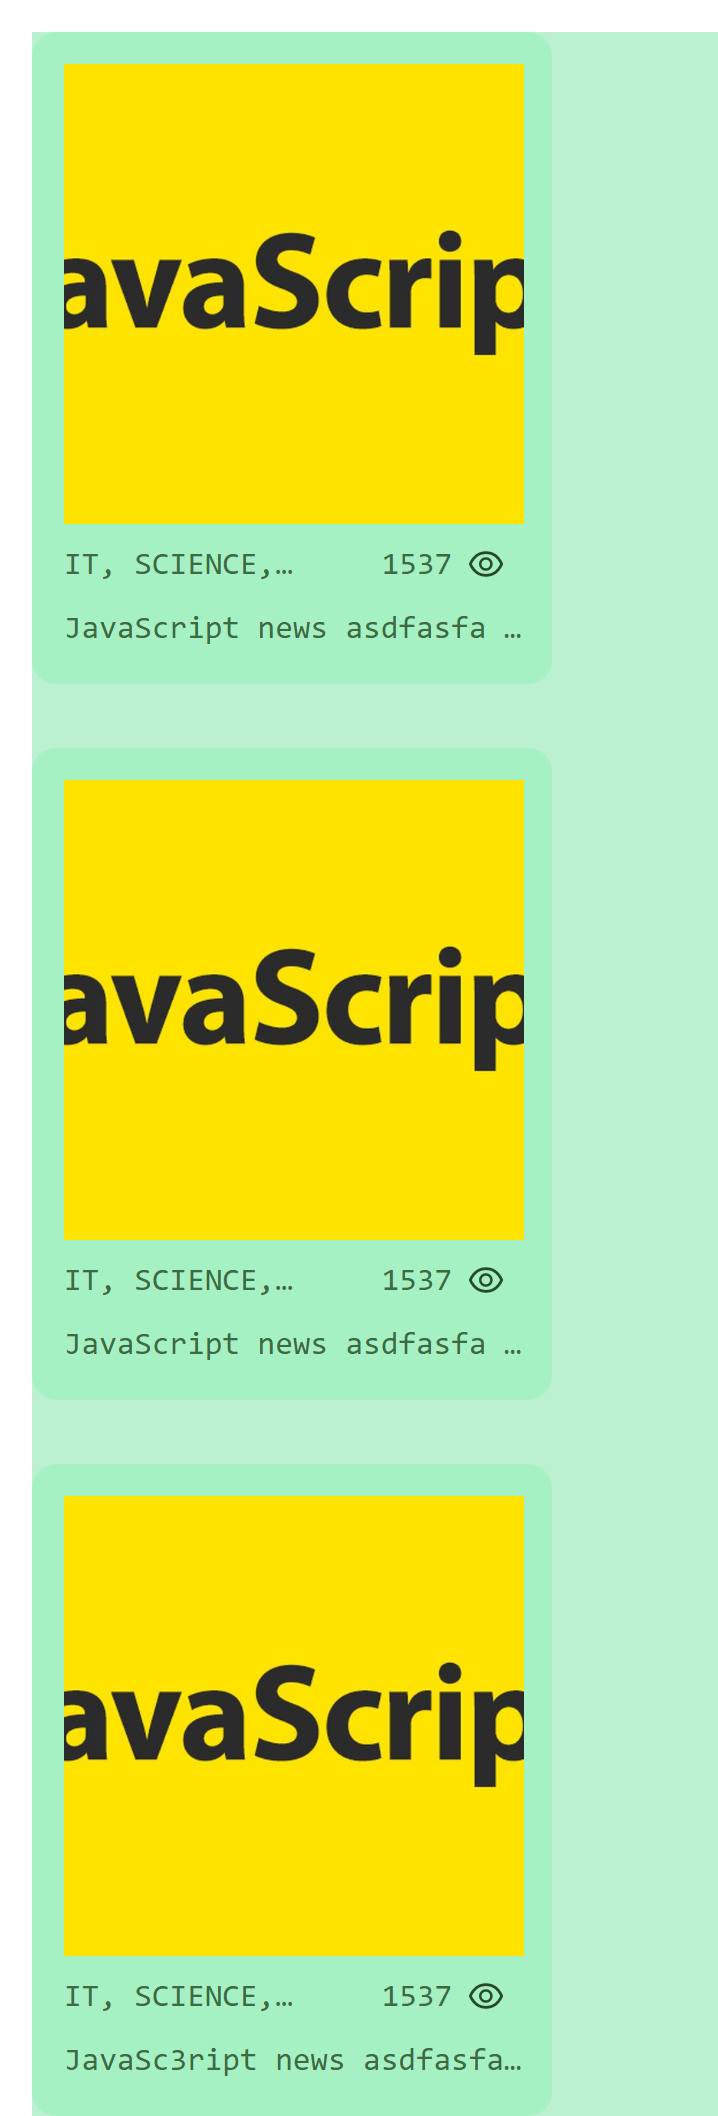 avaScrip
IT, SCIENCE,… 1537
JavaScript news asdfasfa …
avaScrip
IT, SCIENCE,… 1537
JavaScript news asdfasfa …
avaScrip
IT, SCIENCE,… 1537
JavaSc3ript news asdfasfa…